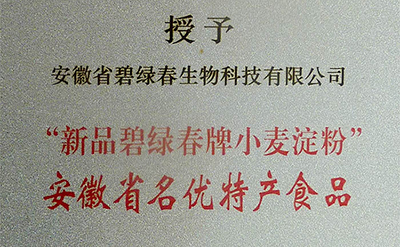 授予
安徽省碧绿春生物科技有限公司
“新品碧绿春牌小麦淀粉”
安徽省名优特产食品